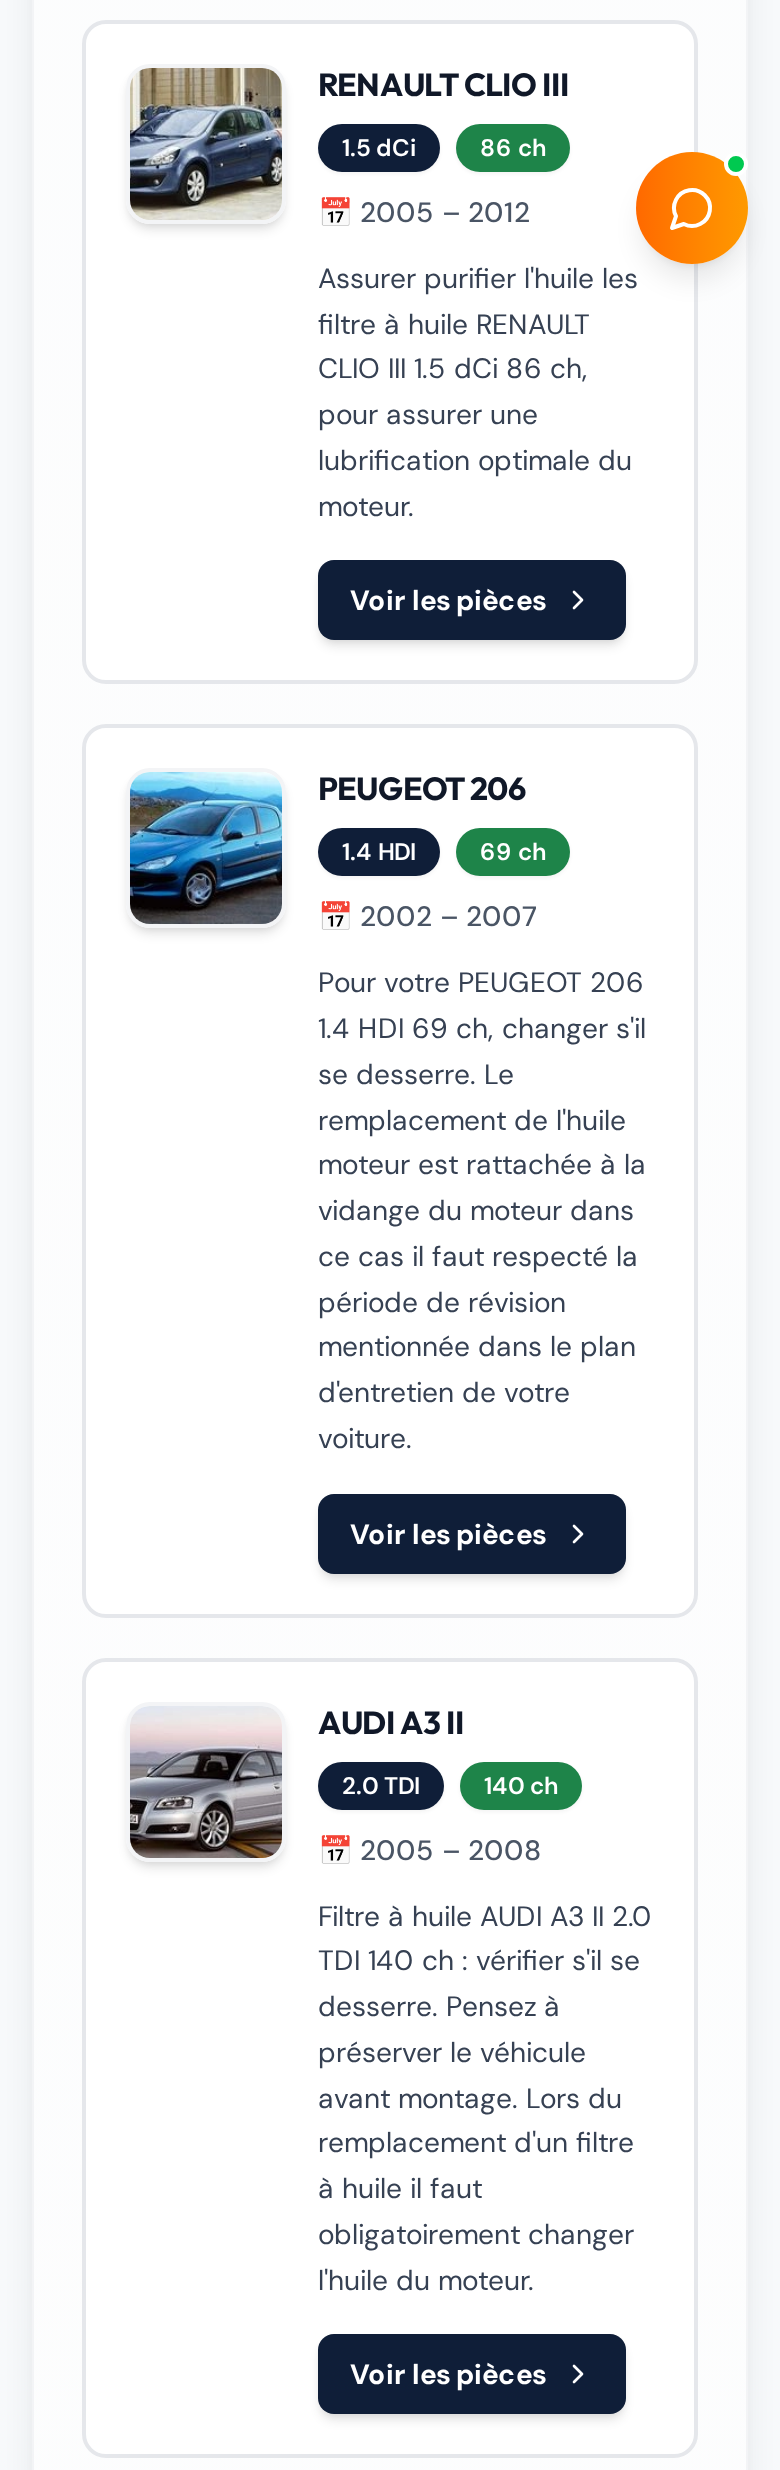 RENAULT CLIO III
1.5 dCi 86 ch
📅 2005 – 2012
Assurer purifier l'huile les
filtre à huile RENAULT
CLIO III 1.5 dCi 86 ch,
pour assurer une
lubrification optimale du
moteur.
Voir les pièces
PEUGEOT 206
1.4 HDI 69 ch
📅 2002 – 2007
Pour votre PEUGEOT 206
1.4 HDI 69 ch, changer s'il
se desserre. Le
remplacement de l'huile
moteur est rattachée à la
vidange du moteur dans
ce cas il faut respecté la
période de révision
mentionnée dans le plan
d'entretien de votre
voiture.
Voir les pièces
AUDI A3 II
2.0 TDI 140 ch
📅 2005 – 2008
Filtre à huile AUDI A3 II 2.0
TDI 140 ch : vérifier s'il se
desserre. Pensez à
préserver le véhicule
avant montage. Lors du
remplacement d'un filtre
à huile il faut
obligatoirement changer
l'huile du moteur.
Voir les pièces